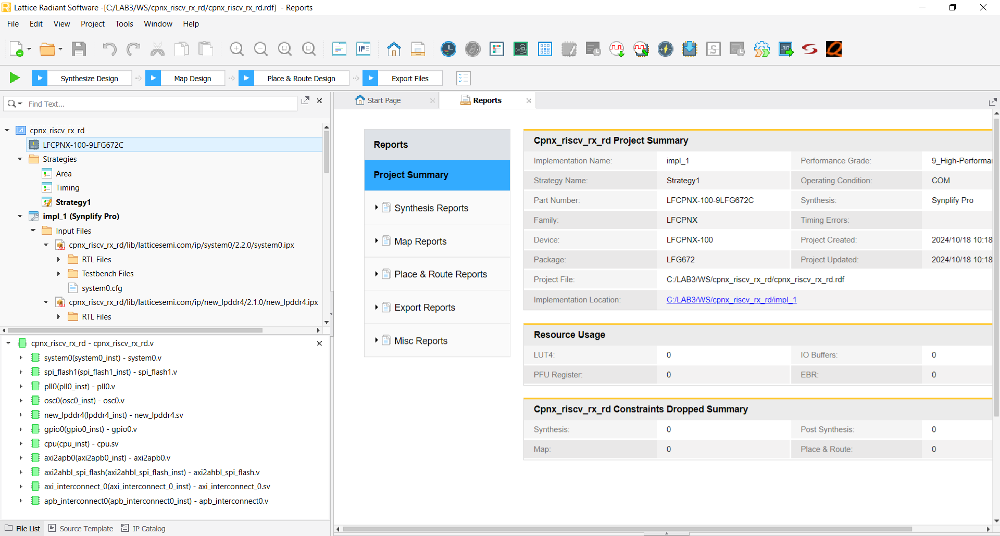 Lattice Radiant Software -[C:/LAB3/WS/cpnx_riscv_rx_rd/cpnx_riscv_rx_rd.rdf] - Reports
File Edit View Project Tools Window Help
IP
Synthesize Design Map Design Place & Route Design Export Files
Find Text...
cpnx_riscv_rx_rd
LFCPNX-100-9LFG672C
Strategies
Area
Timing
Strategy1
impl_1 (Synplify Pro)
Input Files
cpnx_riscv_rx_rd/lib/latticesemi.com/ip/system0/2.2.0/system0.ipx
RTL Files
Testbench Files
system0.cfg
cpnx_riscv_rx_rd/lib/latticesemi.com/ip/new_lpddr4/2.1.0/new_lpddr4.ipx
RTL Files
cpnx_riscv_rx_rd - cpnx_riscv_rx_rd.v
system0(system0_inst) - system0.v
spi_flash1(spi_flash1_inst) - spi_flash1.v
pll0(pll0_inst) - pll0.v
osc0(osc0_inst) - osc0.v
new_lpddr4(lpddr4_inst) - new_lpddr4.sv
gpio0(gpio0_inst) - gpio0.v
cpu(cpu_inst) - cpu.sv
axi2apb0(axi2apb0_inst) - axi2apb0.v
axi2ahbl_spi_flash(axi2ahbl_spi_flash_inst) - axi2ahbl_spi_flash.v
axi_interconnect_0(axi_interconnect_0_inst) - axi_interconnect_0.sv
apb_interconnect0(apb_interconnect0_inst) - apb_interconnect0.v
File List Source Template IP Catalog
Start Page Reports
Reports
Project Summary
Synthesis Reports
Map Reports
Place & Route Reports
Export Reports
Misc Reports
Cpnx_riscv_rx_rd Project Summary
Implementation Name: impl_1 Performance Grade: 9_High-Performa
Strategy Name: Strategy1 Operating Condition: COM
Part Number: LFCPNX-100-9LFG672C Synthesis: Synplify Pro
Family: LFCPNX Timing Errors:
Device: LFCPNX-100 Project Created: 2024/10/18 10:18
Package: LFG672 Project Updated: 2024/10/18 10:18
Project File: C:/LAB3/WS/cpnx_riscv_rx_rd/cpnx_riscv_rx_rd.rdf
Implementation Location: C:/LAB3/WS/cpnx_riscv_rx_rd/impl_1
Resource Usage
LUT4: 0 IO Buffers: 0
PFU Register: 0 EBR: 0
Cpnx_riscv_rx_rd Constraints Dropped Summary
Synthesis: 0 Post Synthesis: 0
Map: 0 Place & Route: 0